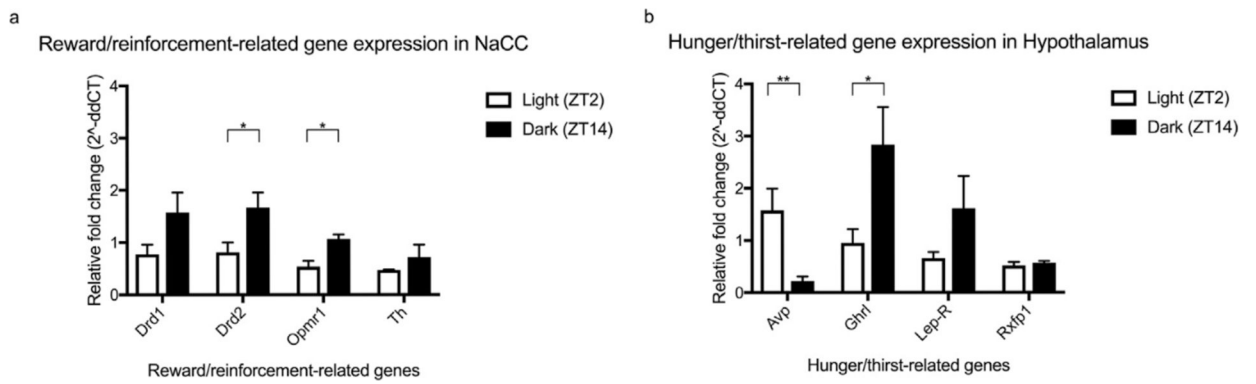 a
Reward/reinforcement-related gene expression in NaCC
Relative fold change (2^-ddCT)
4
3
2
1
0
* *
Light (ZT2)
Dark (ZT14)
Drd1 Drd2 Opmr1 Th
Reward/reinforcement-related genes
b
Hunger/thirst-related gene expression in Hypothalamus
Relative fold change (2^-ddCT)
4
3
2
1
0
** *
Light (ZT2)
Dark (ZT14)
Avp Ghrl Lep-R Rxfp1
Hunger/thirst-related genes